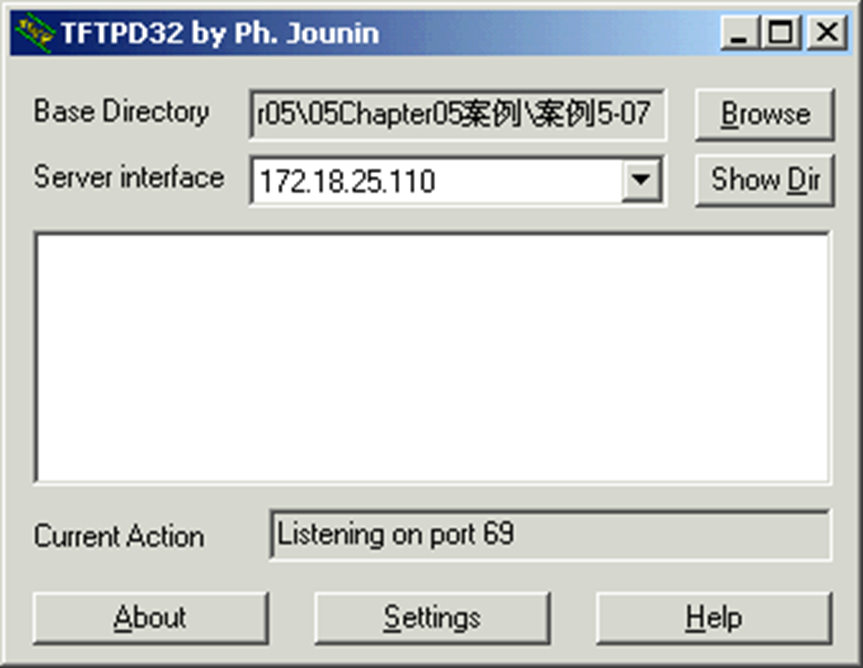 TFTPD32 by Ph. Jounin
Base Directory r05\05Chapter05案例\案例5-07 Browse
Server interface 172.18.25.110 Show Dir
Current Action Listening on port 69
About Settings Help